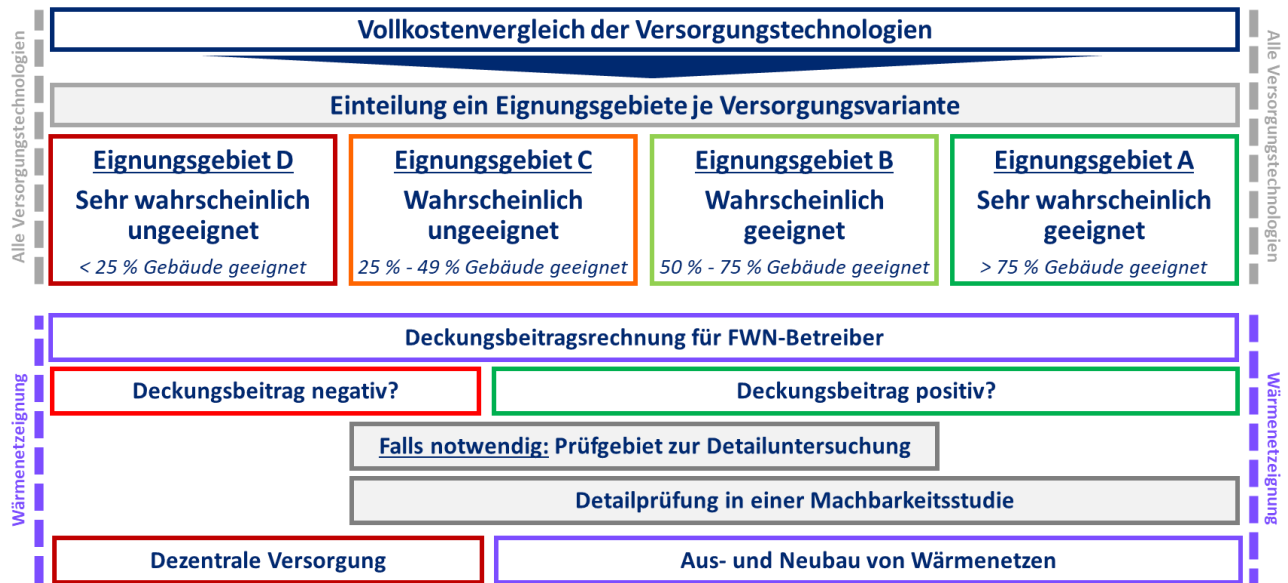 Vollkostenvergleich der Versorgungstechnologien
Alle Versorgungstechnologien
Alle Versorgungstechnologien
Einteilung ein Eignungsgebiete je Versorgungsvariante
Eignungsgebiet D
Sehr wahrscheinlich
ungeeignet
< 25 % Gebäude geeignet
Eignungsgebiet C
Wahrscheinlich
ungeeignet
25 % - 49 % Gebäude geeignet
Eignungsgebiet B
Wahrscheinlich
geeignet
50 % - 75 % Gebäude geeignet
Eignungsgebiet A
Sehr wahrscheinlich
geeignet
> 75 % Gebäude geeignet
Deckungsbeitragsrechnung für FWN-Betreiber
Wärmenetzeignung
Wärmenetzeignung
Deckungsbeitrag negativ?
Deckungsbeitrag positiv?
Falls notwendig: Prüfgebiet zur Detailuntersuchung
Detailprüfung in einer Machbarkeitsstudie
Dezentrale Versorgung
Aus- und Neubau von Wärmenetzen